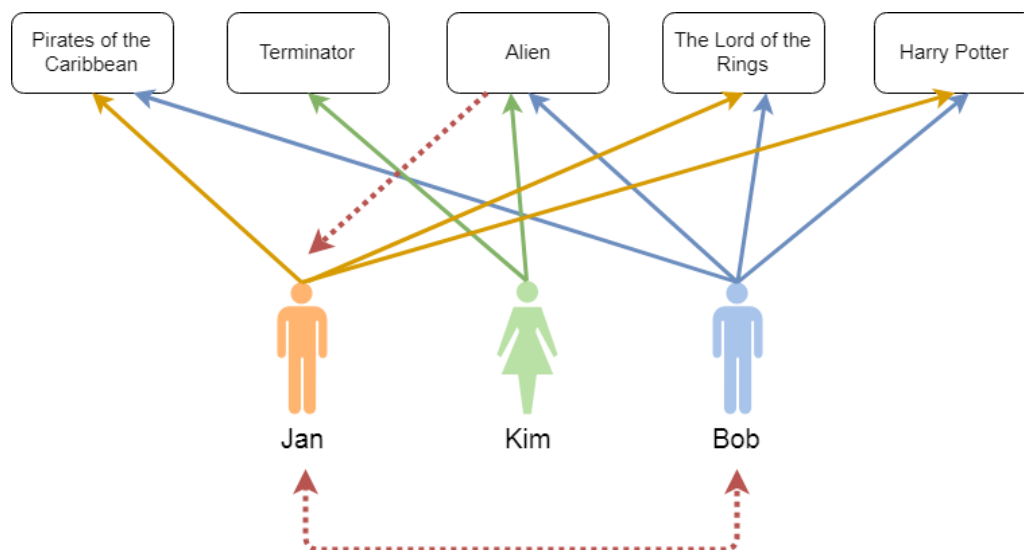 Pirates of the
Caribbean
Terminator
Alien
The Lord of the
Rings
Harry Potter
Jan
Kim
Bob